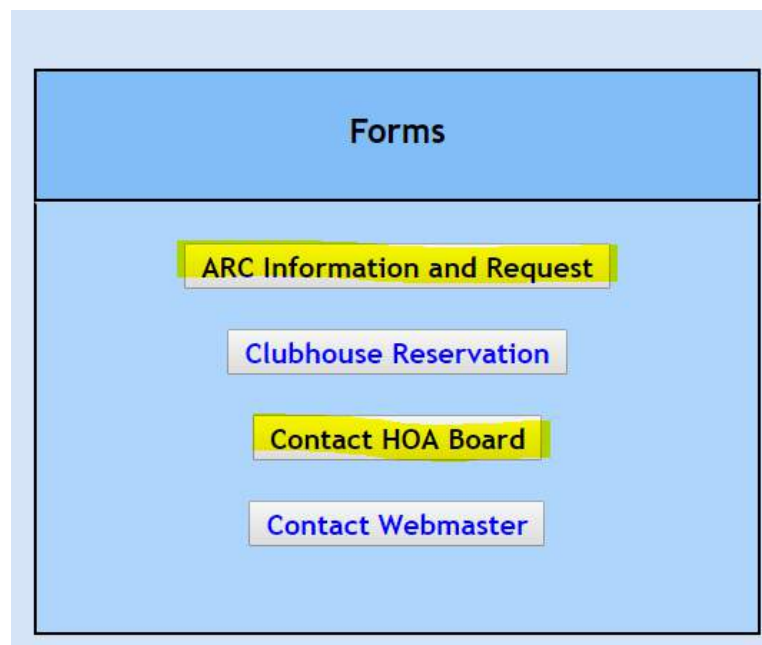 Forms
ARC Information and Request
Clubhouse Reservation
Contact HOA Board
Contact Webmaster